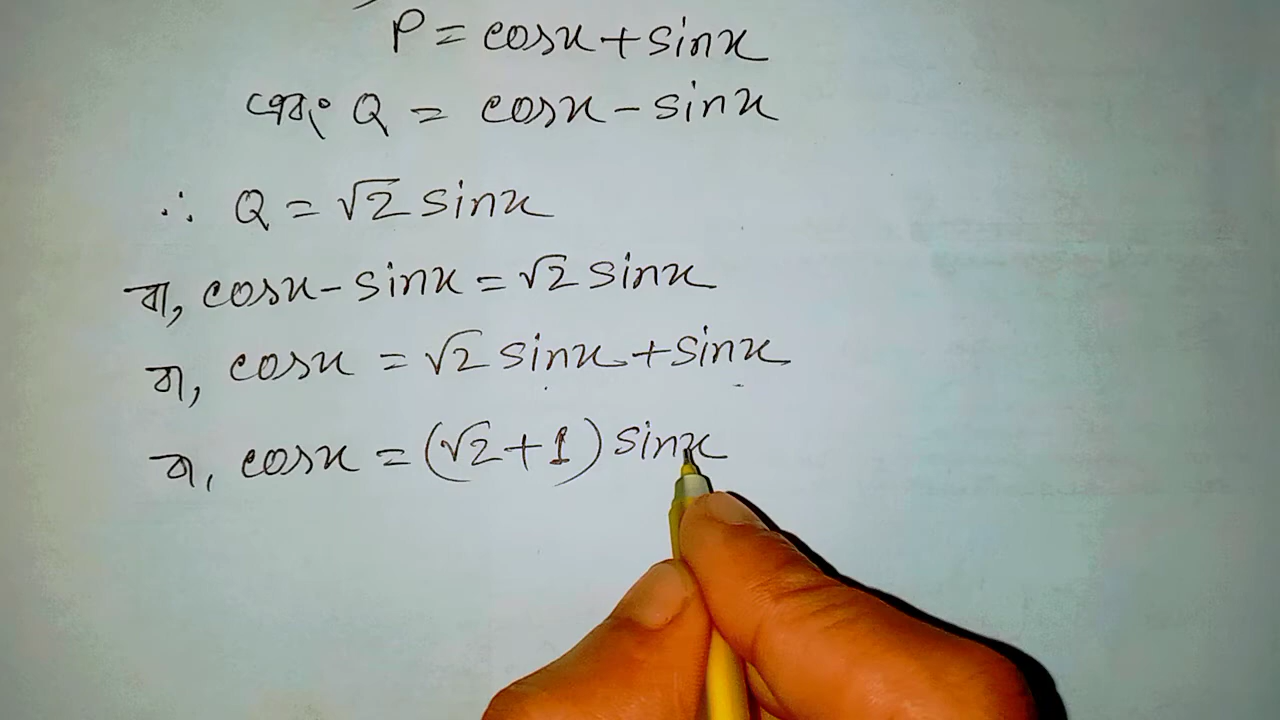 P = cosx + sinx
এবং Q = cosx - sinx
∴ Q = √2 sinx
বা, cosx - sinx = √2 sinx
বা, cosx = √2 sinx + sinx
বা, cosx = (√2 + 1) sinx